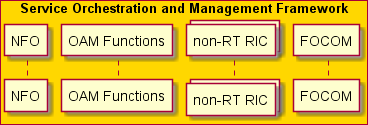 Service Orchestration and Management Framework
NFO OAM Functions non-RT RIC FOCOM
NFO OAM Functions non-RT RIC FOCOM